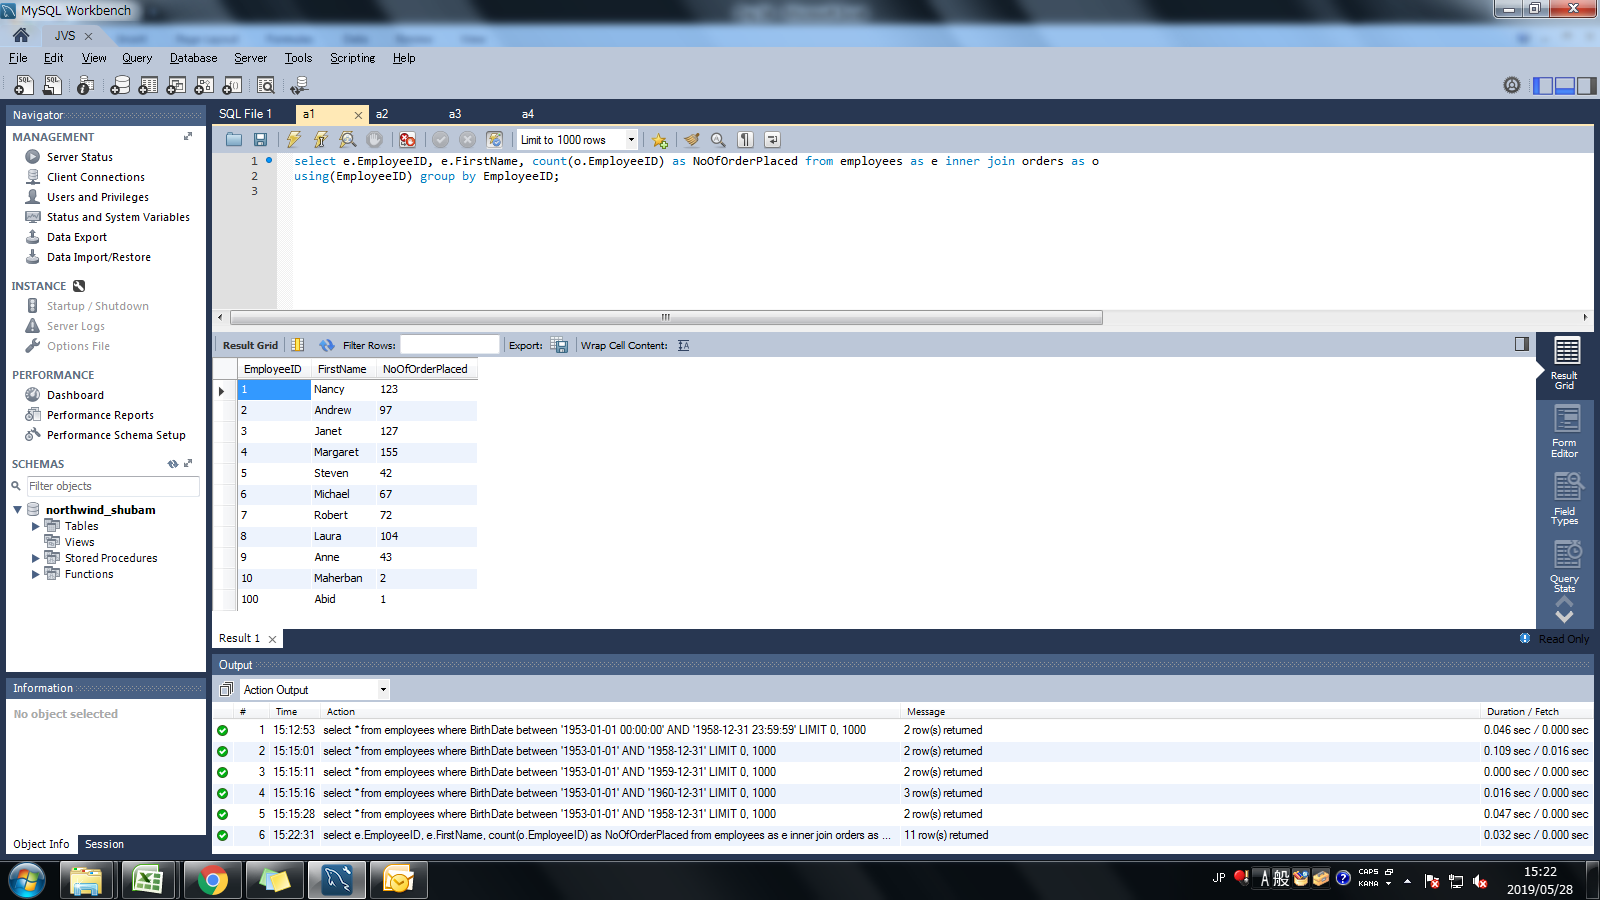 MySQL Workbench
JVS
File Edit View Query Database Server Tools Scripting Help
Navigator
MANAGEMENT
Server Status
Client Connections
Users and Privileges
Status and System Variables
Data Export
Data Import/Restore
INSTANCE
Startup / Shutdown
Server Logs
Options File
PERFORMANCE
Dashboard
Performance Reports
Performance Schema Setup
SCHEMAS
Filter objects
northwind_shubam
Tables
Views
Stored Procedures
Functions
Information
No object selected
Object Info Session
SQL File 1 a1 a2 a3 a4
Limit to 1000 rows
1 select e.EmployeeID, e.FirstName, count(o.EmployeeID) as NoOfOrderPlaced from employees as e inner join orders as o
2 using(EmployeeID) group by EmployeeID;
3
Result Grid Filter Rows: Export: Wrap Cell Content:
EmployeeID FirstName NoOfOrderPlaced
1 Nancy 123
2 Andrew 97
3 Janet 127
4 Margaret 155
5 Steven 42
6 Michael 67
7 Robert 72
8 Laura 104
9 Anne 43
10 Maherban 2
100 Abid 1
Result Grid
Form Editor
Field Types
Query Stats
Result 1
Read Only
Output
Action Output
# Time Action Message Duration / Fetch
1 15:12:53 select * from employees where BirthDate between '1953-01-01 00:00:00' AND '1958-12-31 23:59:59' LIMIT 0, 1000 2 row(s) returned 0.046 sec / 0.000 sec
2 15:15:01 select * from employees where BirthDate between '1953-01-01' AND '1958-12-31' LIMIT 0, 1000 2 row(s) returned 0.109 sec / 0.016 sec
3 15:15:11 select * from employees where BirthDate between '1953-01-01' AND '1959-12-31' LIMIT 0, 1000 2 row(s) returned 0.000 sec / 0.000 sec
4 15:15:16 select * from employees where BirthDate between '1953-01-01' AND '1960-12-31' LIMIT 0, 1000 3 row(s) returned 0.016 sec / 0.000 sec
5 15:15:28 select * from employees where BirthDate between '1953-01-01' AND '1958-12-31' LIMIT 0, 1000 2 row(s) returned 0.047 sec / 0.000 sec
6 15:22:31 select e.EmployeeID, e.FirstName, count(o.EmployeeID) as NoOfOrderPlaced from employees as e inner join orders as ... 11 row(s) returned 0.032 sec / 0.000 sec
JP A 般 CAPS KANA
15:22
2019/05/28